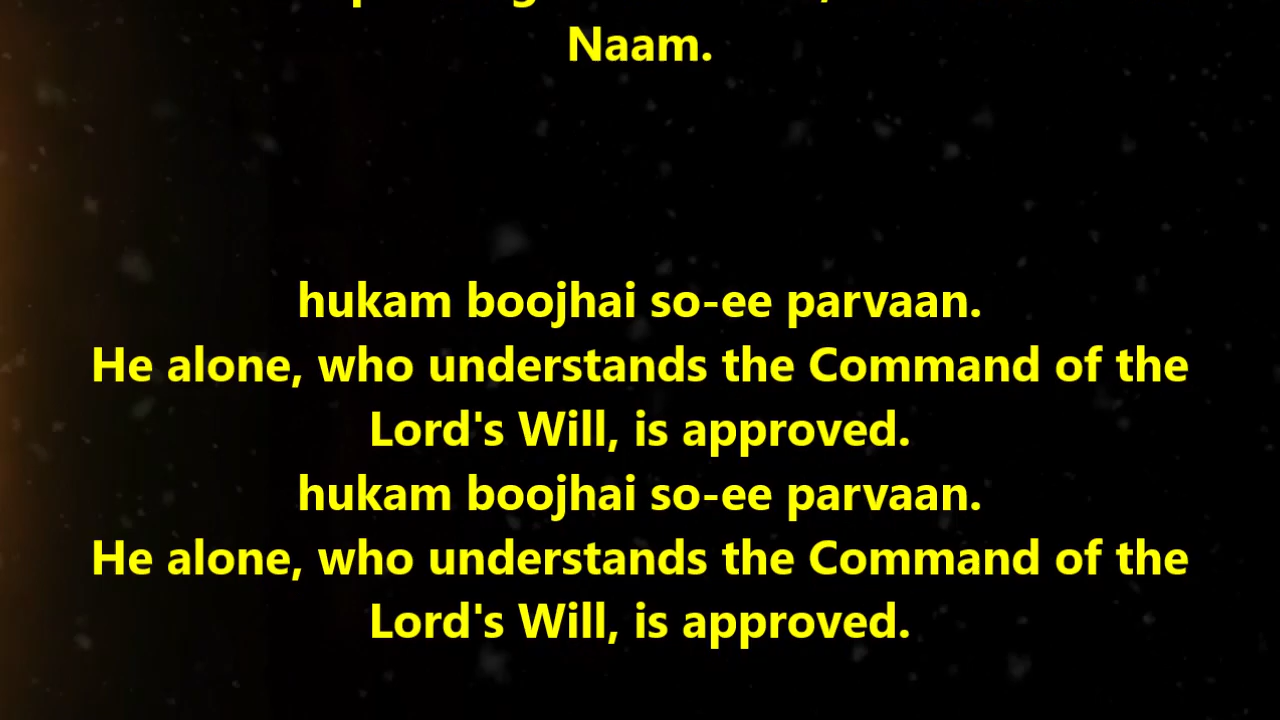 Naam.
hukam boojhai so-ee parvaan.
He alone, who understands the Command of the
Lord's Will, is approved.
hukam boojhai so-ee parvaan.
He alone, who understands the Command of the
Lord's Will, is approved.